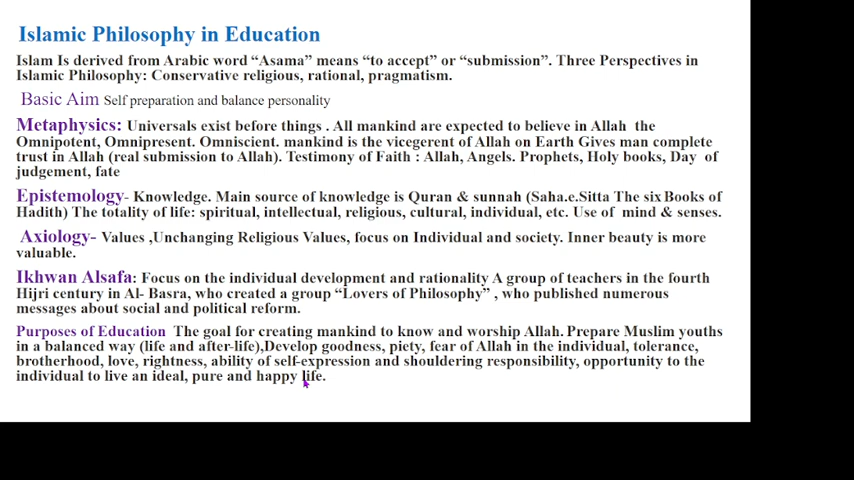 Islamic Philosophy in Education
Islam Is derived from Arabic word “Asama” means “to accept” or “submission”. Three Perspectives in
Islamic Philosophy: Conservative religious, rational, pragmatism.
Basic Aim Self preparation and balance personality
Metaphysics: Universals exist before things . All mankind are expected to believe in Allah the
Omnipotent, Omnipresent. Omniscient. mankind is the vicegerent of Allah on Earth Gives man complete
trust in Allah (real submission to Allah). Testimony of Faith : Allah, Angels. Prophets, Holy books, Day of
judgement, fate
Epistemology- Knowledge. Main source of knowledge is Quran & sunnah (Saha.e.Sitta The six Books of
Hadith) The totality of life: spiritual, intellectual, religious, cultural, individual, etc. Use of mind & senses.
Axiology- Values ,Unchanging Religious Values, focus on Individual and society. Inner beauty is more
valuable.
Ikhwan Alsafa: Focus on the individual development and rationality A group of teachers in the fourth
Hijri century in Al- Basra, who created a group “Lovers of Philosophy” , who published numerous
messages about social and political reform.
Purposes of Education The goal for creating mankind to know and worship Allah. Prepare Muslim youths
in a balanced way (life and after-life),Develop goodness, piety, fear of Allah in the individual, tolerance,
brotherhood, love, rightness, ability of self-expression and shouldering responsibility, opportunity to the
individual to live an ideal, pure and happy life.